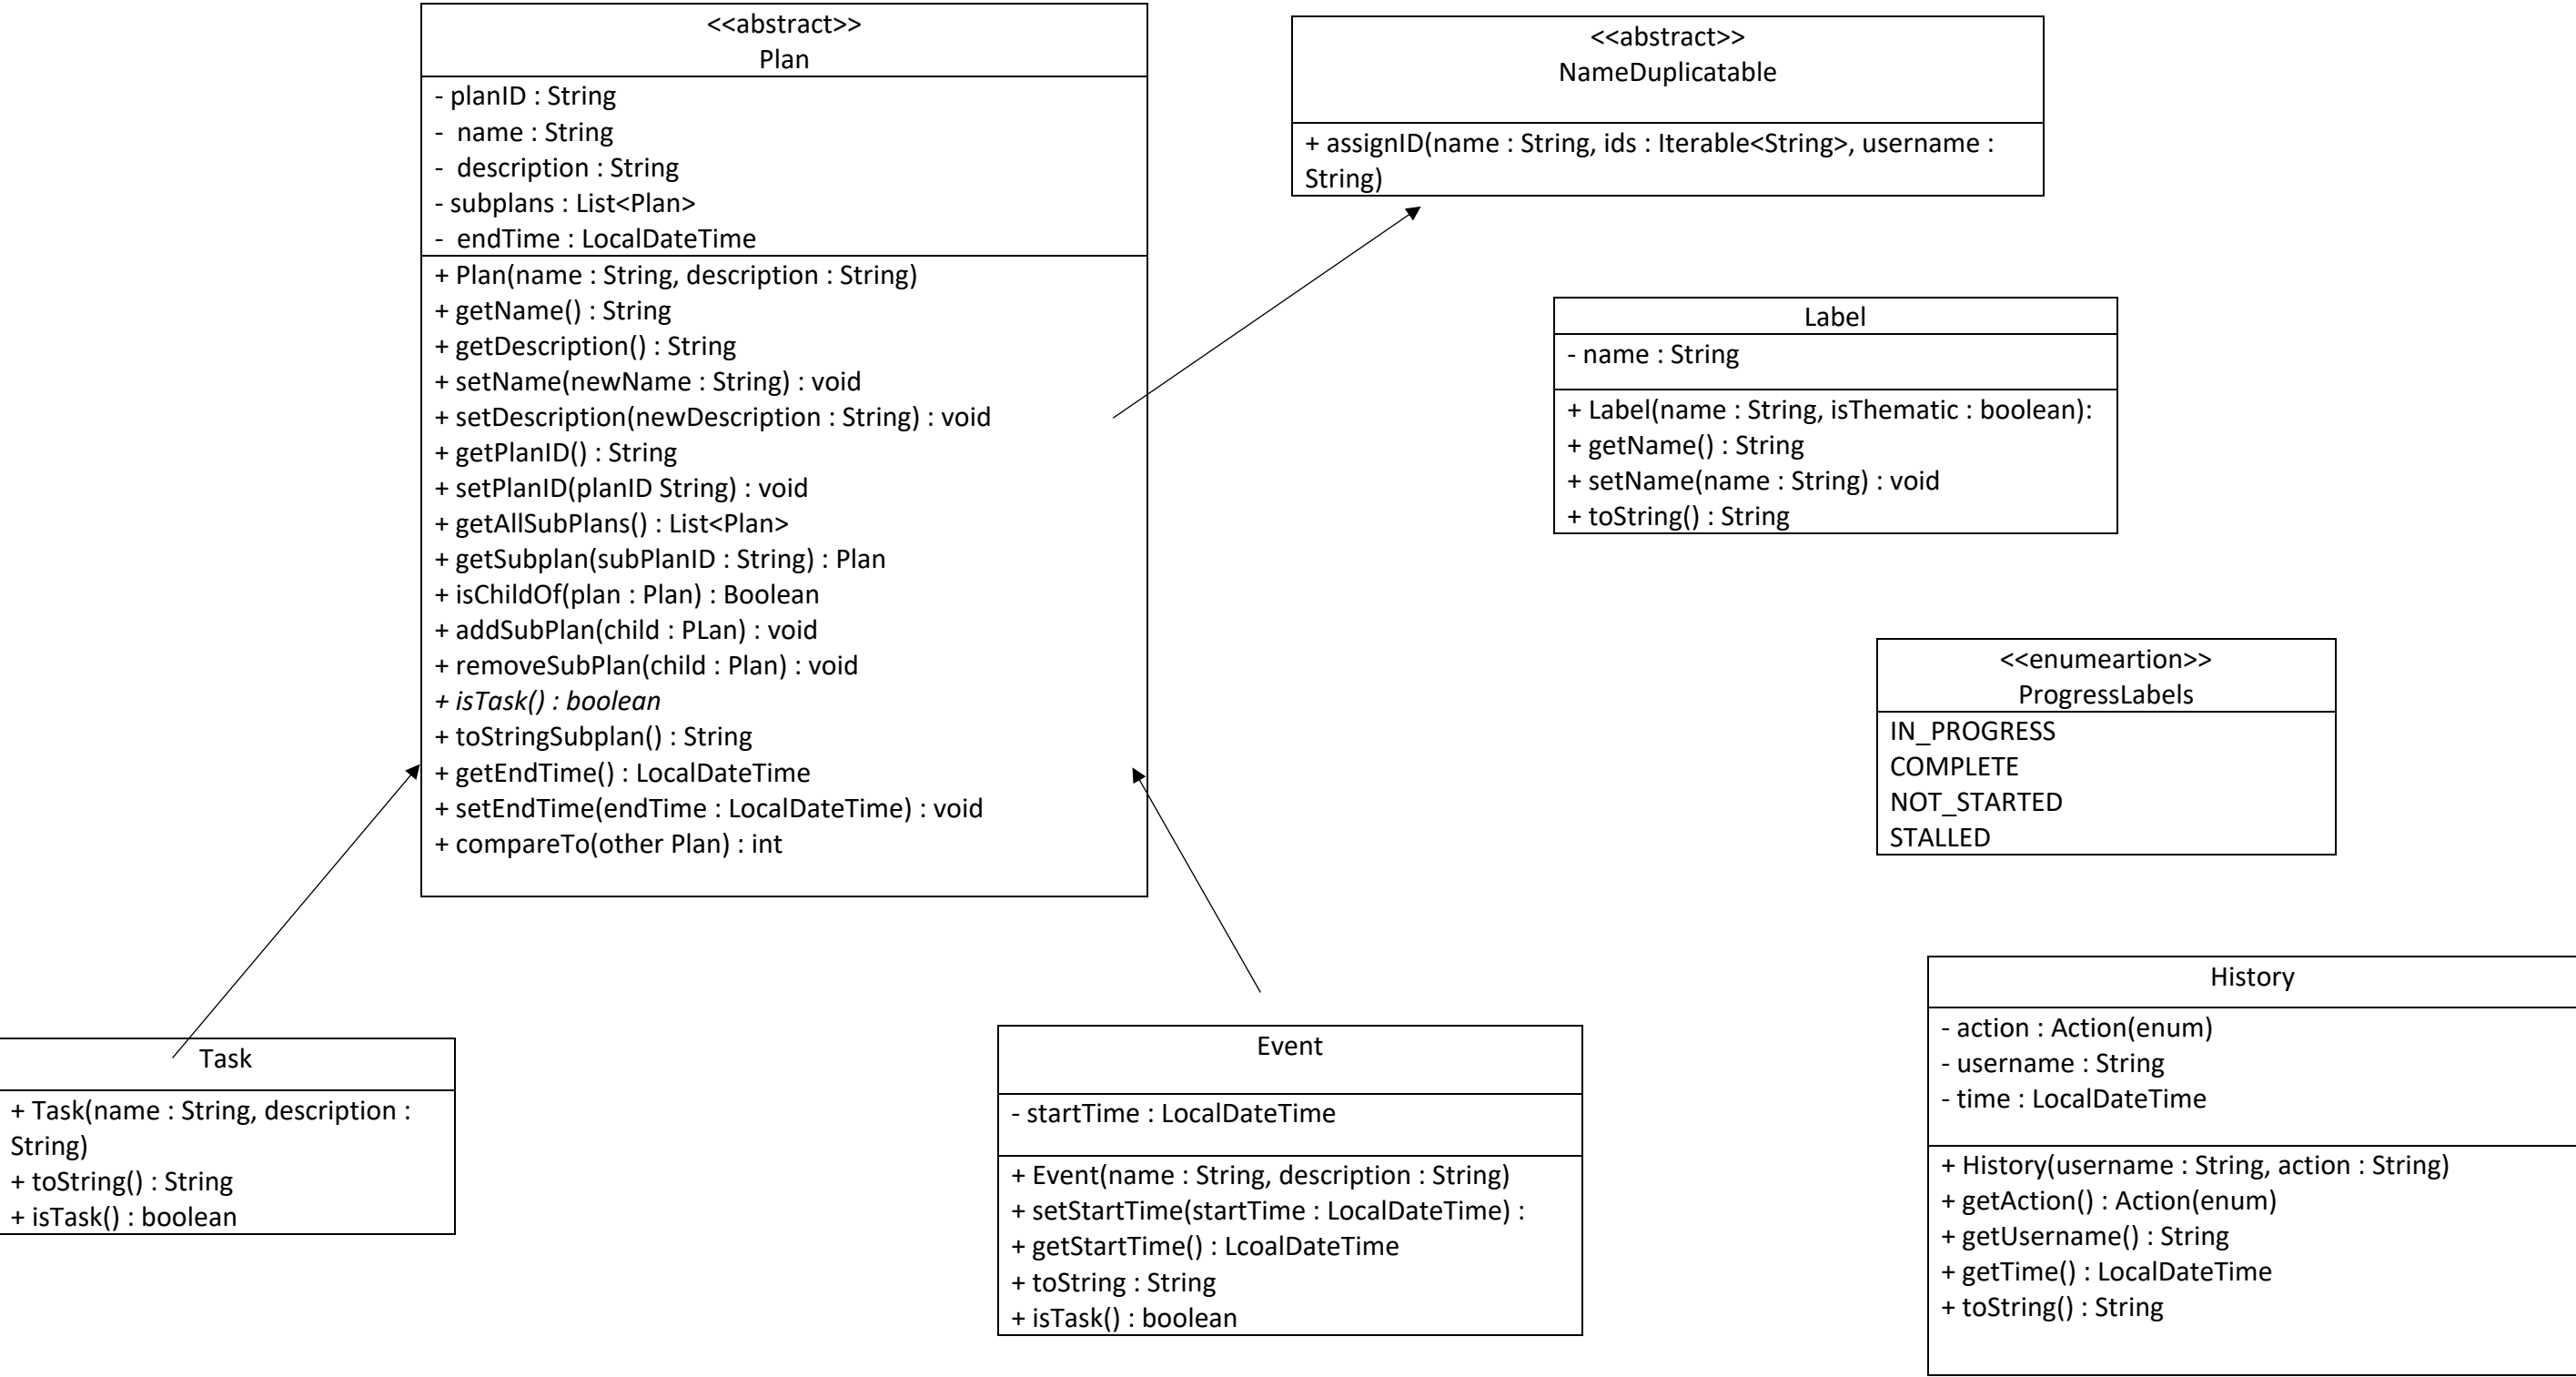 <<abstract>>
Plan
- planID : String
-  name : String
-  description : String
- subplans : List<Plan>
-  endTime : LocalDateTime
+ Plan(name : String, description : String)
+ getName() : String
+ getDescription() : String
+ setName(newName : String) : void
+ setDescription(newDescription : String) : void
+ getPlanID() : String
+ setPlanID(planID String) : void
+ getAllSubPlans() : List<Plan>
+ getSubplan(subPlanID : String) : Plan
+ isChildOf(plan : Plan) : Boolean
+ addSubPlan(child : PLan) : void
+ removeSubPlan(child : Plan) : void
+ isTask() : boolean
+ toStringSubplan() : String
+ getEndTime() : LocalDateTime
+ setEndTime(endTime : LocalDateTime) : void
+ compareTo(other Plan) : int
<<abstract>>
NameDuplicatable
+ assignID(name : String, ids : Iterable<String>, username :
String)
Label
- name : String
+ Label(name : String, isThematic : boolean):
+ getName() : String
+ setName(name : String) : void
+ toString() : String
<<enumeartion>>
ProgressLabels
IN_PROGRESS
COMPLETE
NOT_STARTED
STALLED
Task
+ Task(name : String, description :
String)
+ toString() : String
+ isTask() : boolean
Event
- startTime : LocalDateTime
+ Event(name : String, description : String)
+ setStartTime(startTime : LocalDateTime) :
+ getStartTime() : LcoalDateTime
+ toString : String
+ isTask() : boolean
History
- action : Action(enum)
- username : String
- time : LocalDateTime
+ History(username : String, action : String)
+ getAction() : Action(enum)
+ getUsername() : String
+ getTime() : LocalDateTime
+ toString() : String